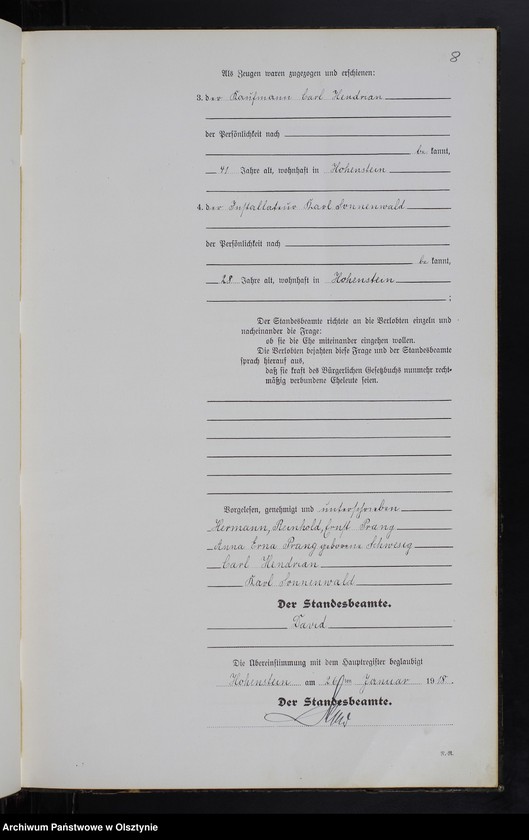 8
Als Zeugen waren zugezogen und erschienen:
3. der Kaufmann Carl Hendrian
der Persönlichkeit nach
be kannt,
41 Jahre alt, wohnhaft in Hohenstein
4. der Installateur Karl Sonnenwald
der Persönlichkeit nach
be kannt,
28 Jahre alt, wohnhaft in Hohenstein
;
Der Standesbeamte richtete an die Verlobten einzeln und
nacheinander die Frage:
ob sie die Ehe miteinander eingehen wollen.
Die Verlobten bejahten diese Frage und der Standesbeamte
sprach hierauf aus,
daß sie kraft des Bürgerlichen Gesetzbuchs nunmehr recht-
mäßig verbundene Eheleute seien.
Vorgelesen, genehmigt und unterschrieben
Hermann, Reinhold, Ernst Prang
Anna Erna Prang geborene Schweseg
Carl Hendrian
Karl Sonnenwald
Der Standesbeamte.
David
Die Übereinstimmung mit dem Hauptregister beglaubigt
Hohenstein am Januar 1918.
Der Standesbeamte.
Archiwum Państwowe w Olsztynie